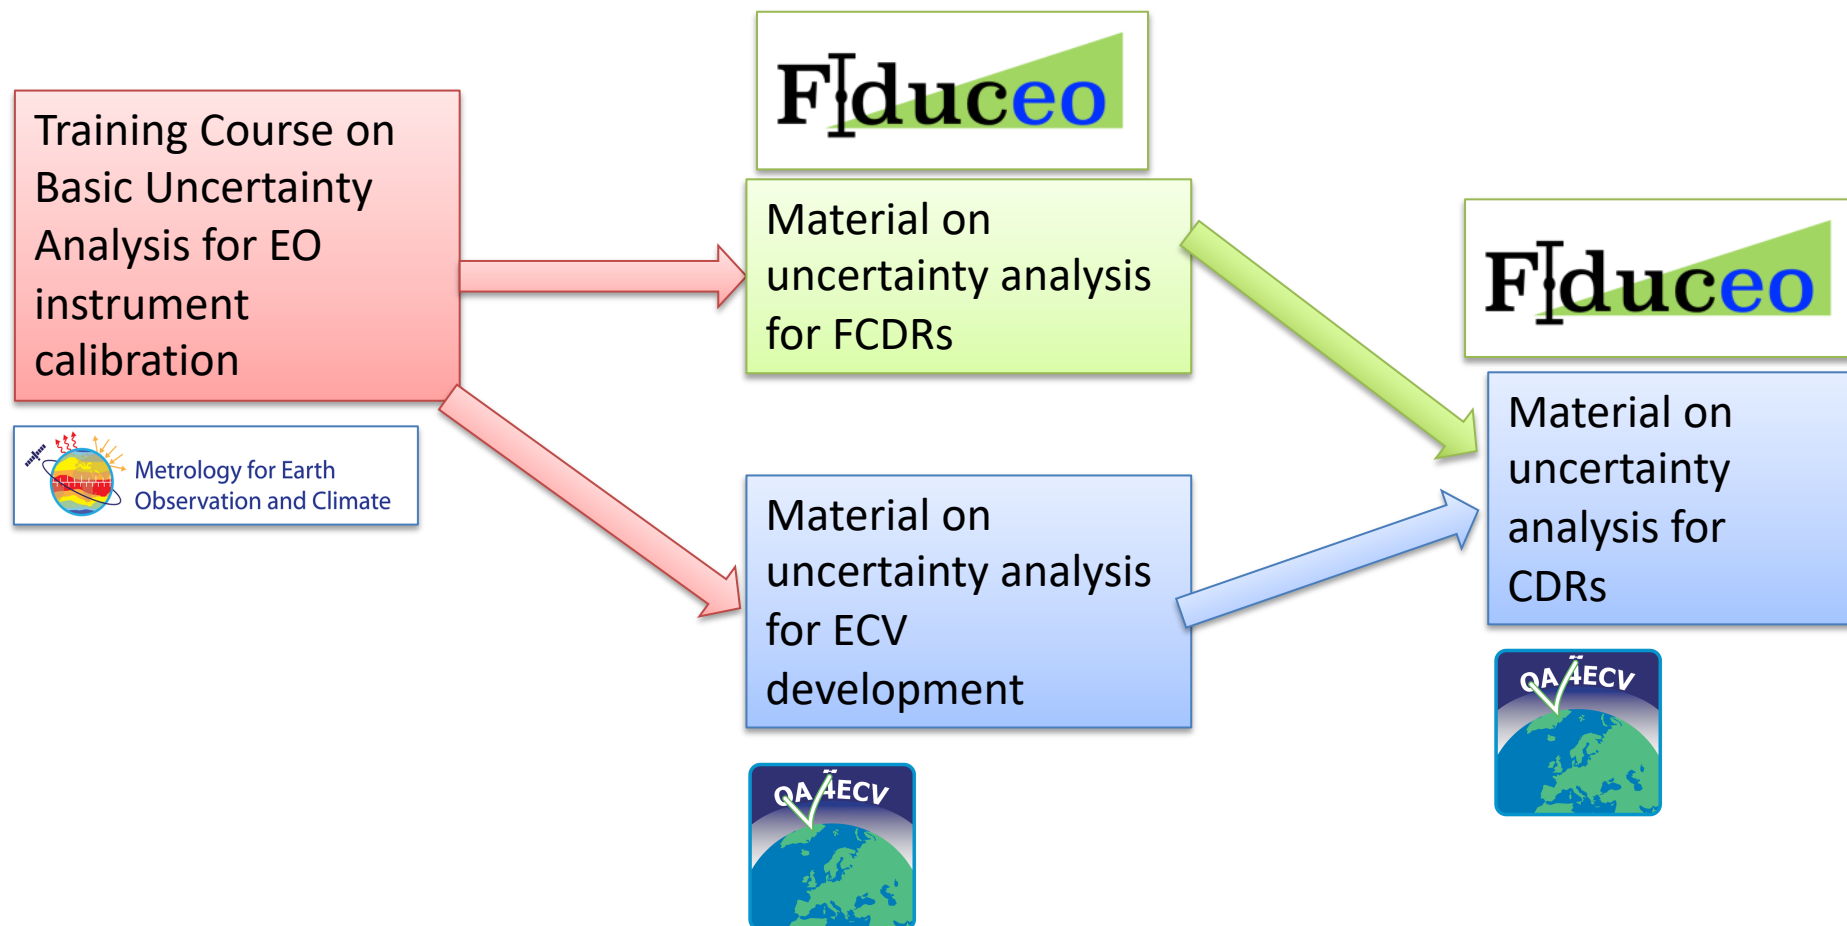 Training Course on
Basic Uncertainty
Analysis for EO
instrument
calibration
Metrology for Earth
Observation and Climate
Fiduceo
Material on
uncertainty analysis
for FCDRs
Material on
uncertainty analysis
for ECV
development
QA4ECV
Fiduceo
Material on
uncertainty
analysis for
CDRs
QA4ECV